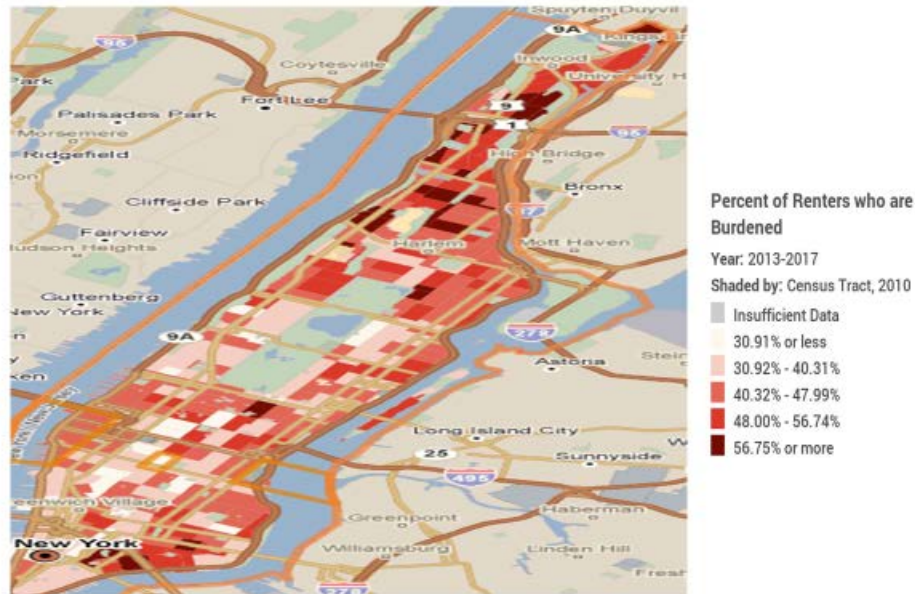 Spuyten Duyvil
9A
Kings
95
Inwood
Coytesville
University H
Park
Fort Lee
9
Palisades Park
1
95
Morsemere
Ridgefield
High Bridge
Bronx
Cliffside Park
87
Fairview
Mott Haven
Hudson Heights
Harlem
Guttenberg
New York
278
9A
Astoria
Stein
Long Island City
25
Sunnyside
W
495
Greenwich Village
Haberman
Greenpoint
New York
Williamsburg
Linden Hill
Fresh
278
Percent of Renters who are
Burdened
Year: 2013-2017
Shaded by: Census Tract, 2010
Insufficient Data
30.91% or less
30.92% - 40.31%
40.32% - 47.99%
48.00% - 56.74%
56.75% or more